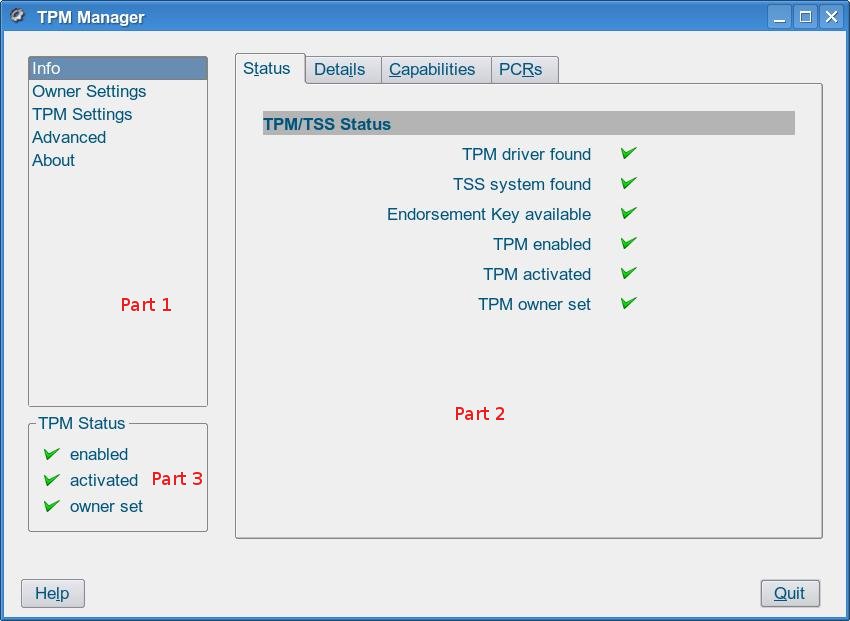 TPM Manager
Info
Owner Settings
TPM Settings
Advanced
About
Part 1
TPM Status
enabled
activated
Part 3
owner set
Status Details Capabilities PCRs
TPM/TSS Status
TPM driver found
TSS system found
Endorsement Key available
TPM enabled
TPM activated
TPM owner set
Part 2
Help
Quit